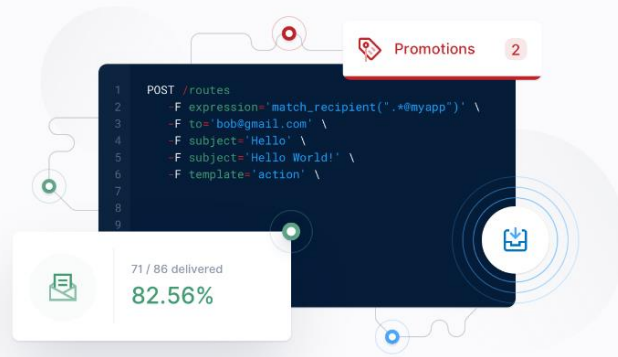 Promotions 2
1 POST /routes
2 -F expression='match_recipient(".*@myapp")' \
3 -F to='bob@gmail.com' \
4 -F subject='Hello' \
5 -F subject='Hello World!' \
6 -F template='action' \
7
8
9
71 / 86 delivered
82.56%